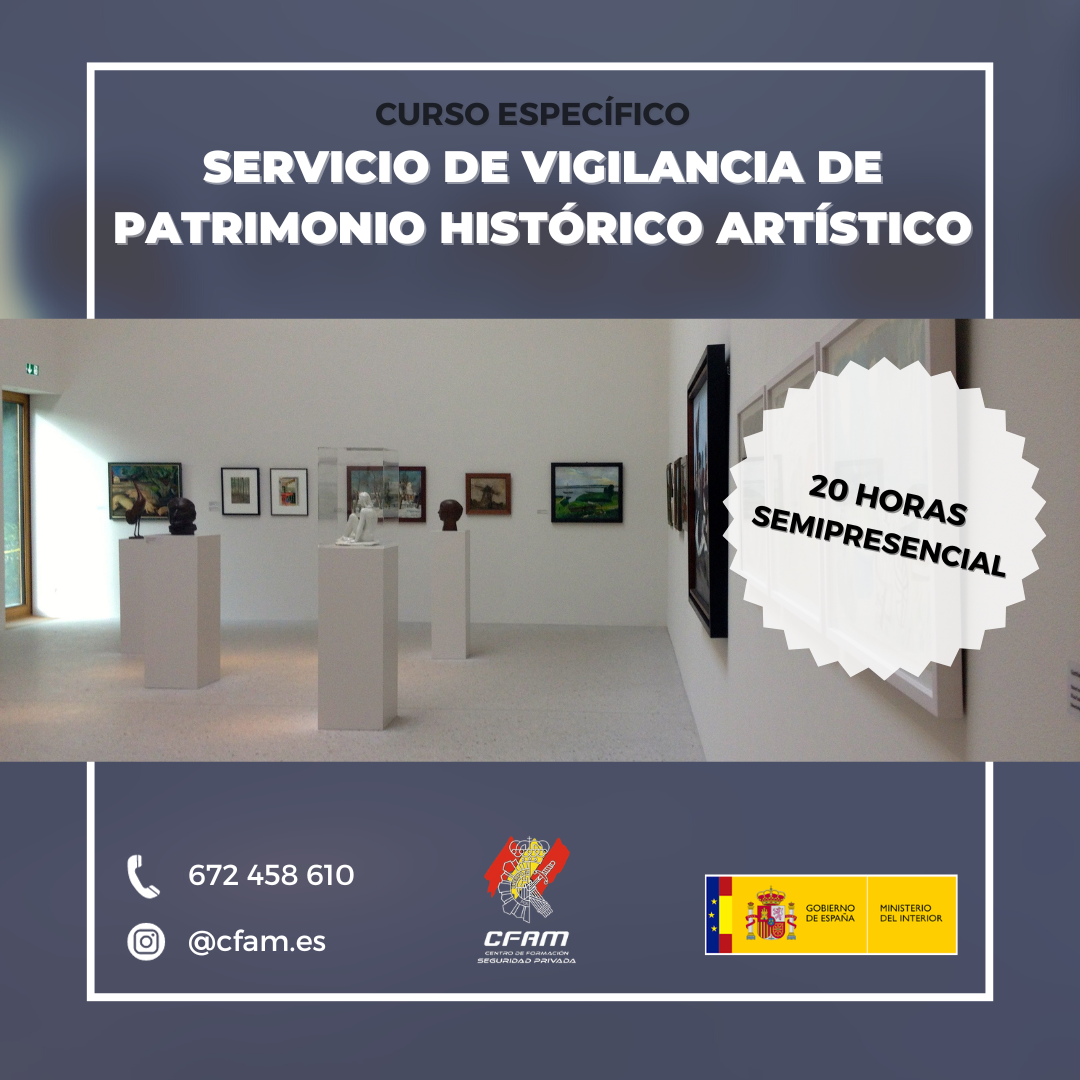 CURSO ESPECÍFICO
SERVICIO DE VIGILANCIA DE
PATRIMONIO HISTÓRICO ARTÍSTICO
20 HORAS
SEMIPRESENCIAL
672 458 610
@cfam.es
CFAM
CENTRO DE FORMACIÓN
SEGURIDAD PRIVADA
GOBIERNO
DE ESPAÑA
MINISTERIO
DEL INTERIOR